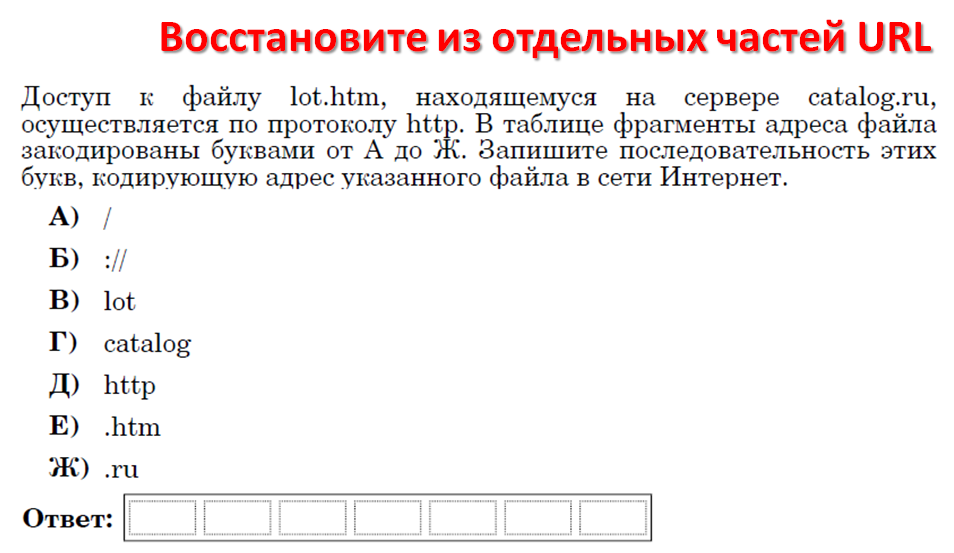 Восстановите из отдельных частей URL
Доступ к файлу lot.htm, находящемуся на сервере catalog.ru,
осуществляется по протоколу http. В таблице фрагменты адреса файла
закодированы буквами от А до Ж. Запишите последовательность этих
букв, кодирующую адрес указанного файла в сети Интернет.
А) /
Б) ://
В) lot
Г) catalog
Д) http
Е) .htm
Ж) .ru
Ответ: